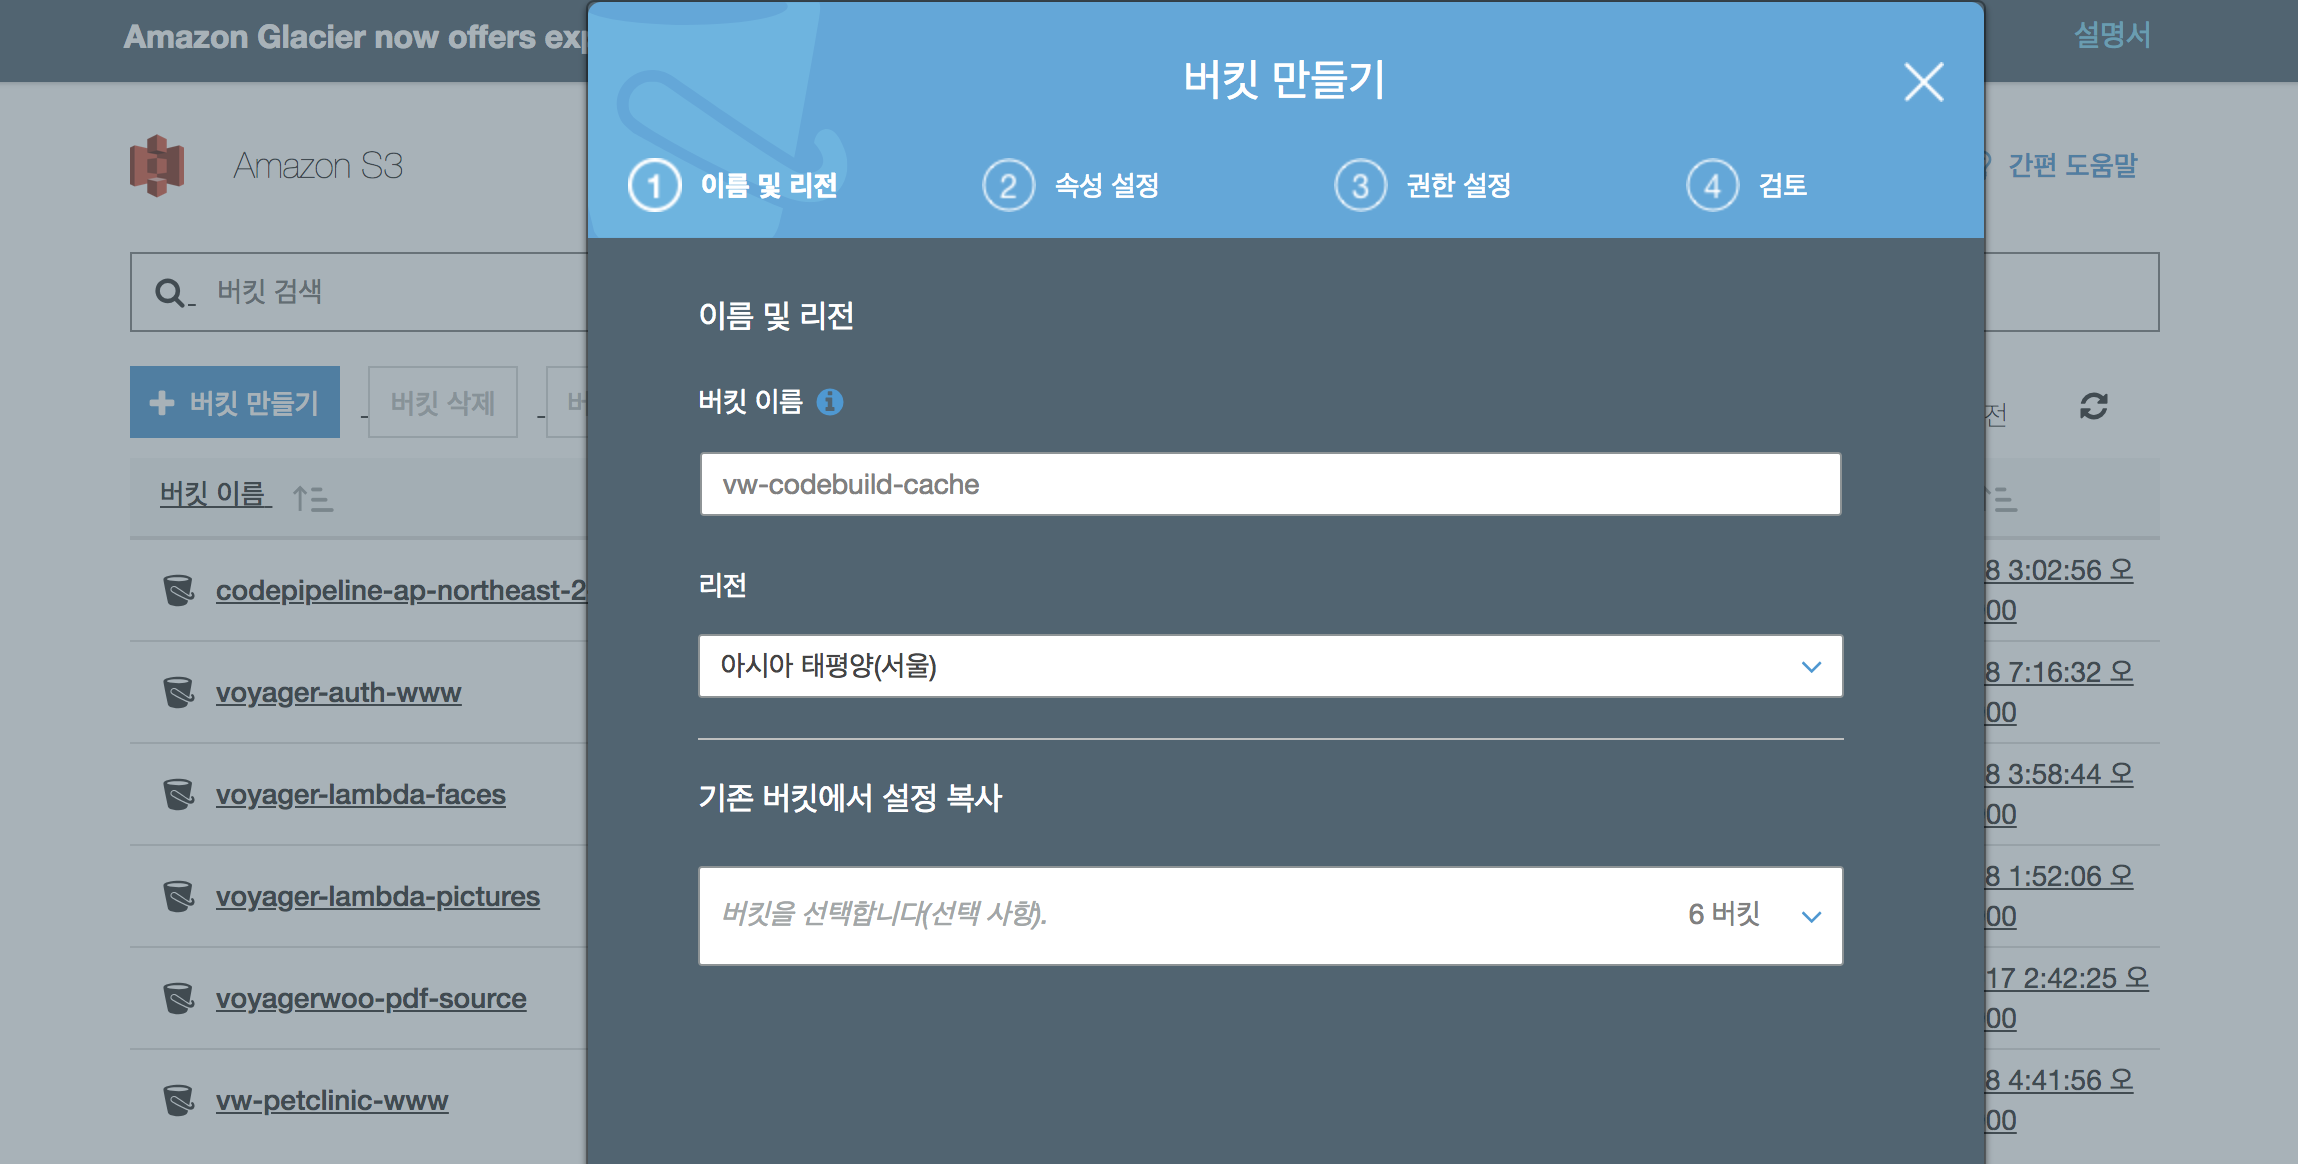 Amazon Glacier now offers
설명서
Amazon S3
간편 도움말
버킷 검색
버킷 만들기
버킷 삭제
전
버킷 이름
codepipeline-ap-northeast-2
8 3:02:56 오
00
voyager-auth-www
8 7:16:32 오
00
voyager-lambda-faces
8 3:58:44 오
00
voyager-lambda-pictures
8 1:52:06 오
00
voyagerwoo-pdf-source
17 2:42:25 오
00
vw-petclinic-www
8 4:41:56 오
00
버킷 만들기
1 이름 및 리전
2 속성 설정
3 권한 설정
4 검토
이름 및 리전
버킷 이름
vw-codebuild-cache
리전
아시아 태평양(서울)
기존 버킷에서 설정 복사
버킷을 선택합니다(선택 사항).
6 버킷